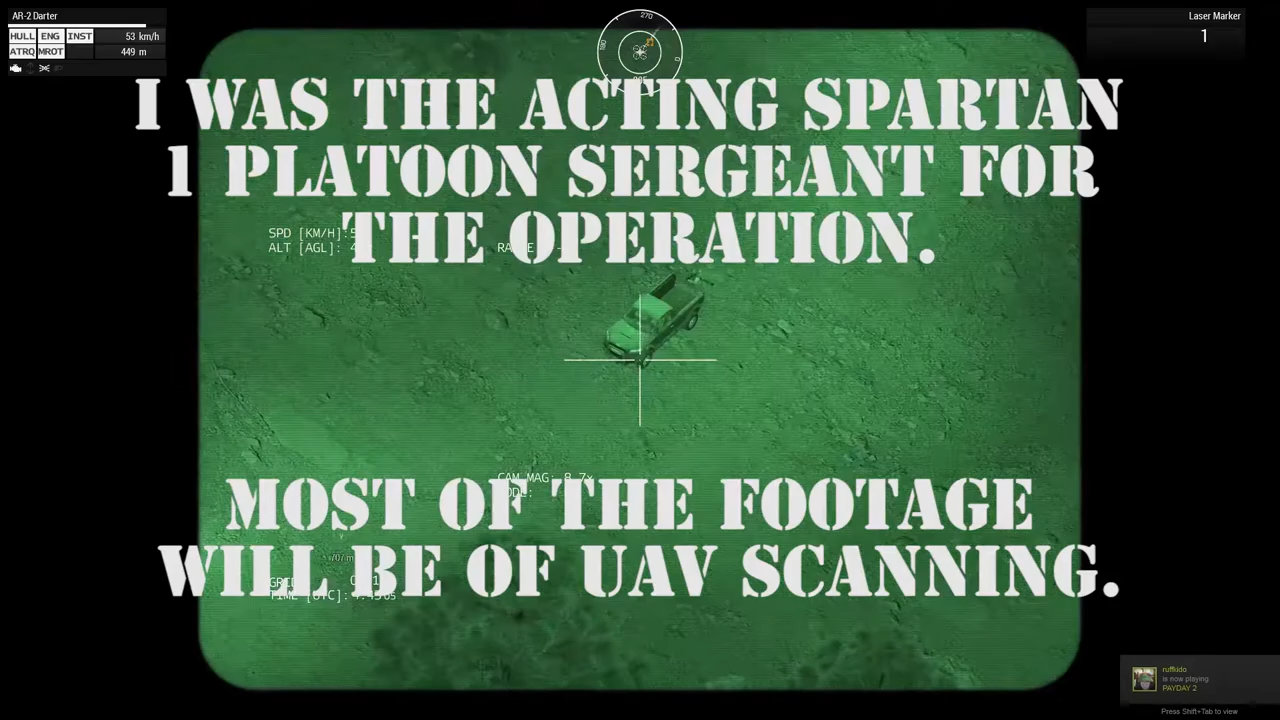 AR-2 Darter
HULL ENG INST 53 km/h
ATRQ MROT 449 m
270
Laser Marker
1
I WAS THE ACTING SPARTAN
1 PLATOON SERGEANT FOR
THE OPERATION.
SPD [KM/H]:
ALT [AGL]:
CAM MAG: 8.7x
MOST OF THE FOOTAGE
WILL BE OF UAV SCANNING.
TIME [UTC]:
ruffkido
is now playing
PAYDAY 2
Press Shift+Tab to view